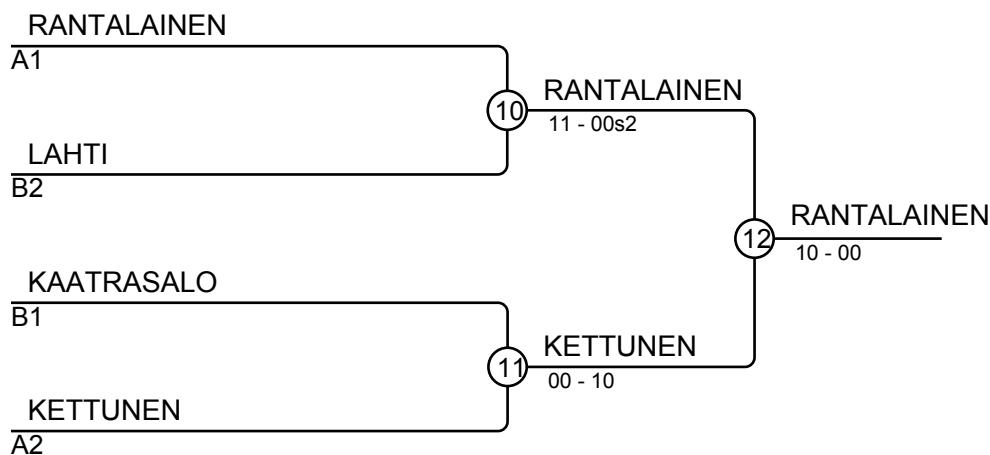 RANTALAINEN
A1
10
RANTALAINEN
11 - 00s2
LAHTI
B2
12
RANTALAINEN
10 - 00
KAATRASALO
B1
11
KETTUNEN
00 - 10
KETTUNEN
A2